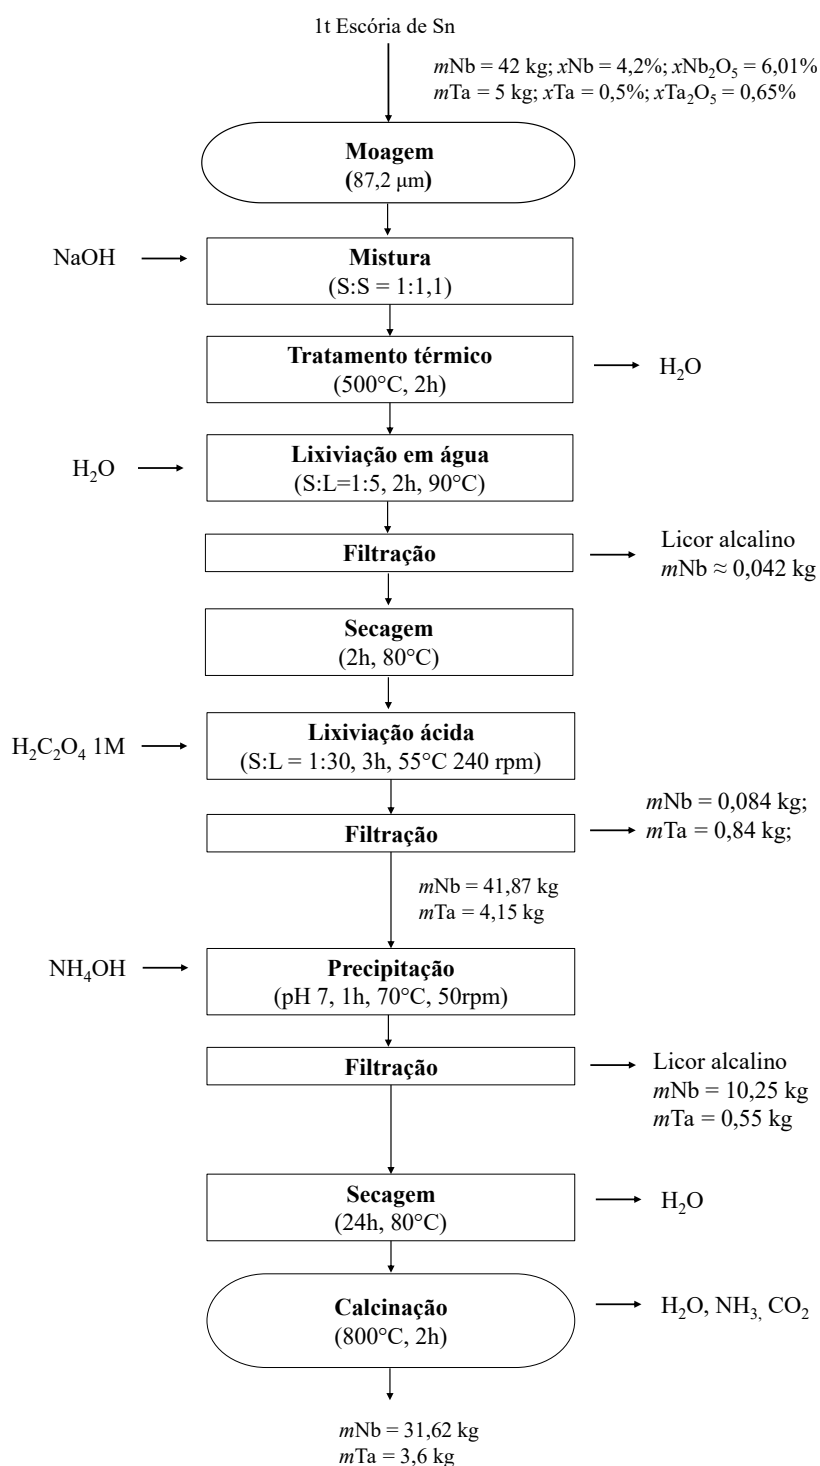 1t Escória de Sn
mNb = 42 kg; xNb = 4,2%; xNb₂O₅ = 6,01%
mTa = 5 kg; xTa = 0,5%; xTa₂O₅ = 0,65%
Moagem
(87,2 μm)
NaOH
Mistura
(S:S = 1:1,1)
Tratamento térmico
(500°C, 2h)
H₂O
H₂O
Lixiviação em água
(S:L=1:5, 2h, 90°C)
Filtração
Licor alcalino
mNb ≈ 0,042 kg
Secagem
(2h, 80°C)
H₂C₂O₄ 1M
Lixiviação ácida
(S:L = 1:30, 3h, 55°C 240 rpm)
Filtração
mNb = 0,084 kg;
mTa = 0,84 kg;
mNb = 41,87 kg
mTa = 4,15 kg
NH₄OH
Precipitação
(pH 7, 1h, 70°C, 50rpm)
Filtração
Licor alcalino
mNb = 10,25 kg
mTa = 0,55 kg
Secagem
(24h, 80°C)
H₂O
Calcinação
(800°C, 2h)
H₂O, NH₃, CO₂
mNb = 31,62 kg
mTa = 3,6 kg